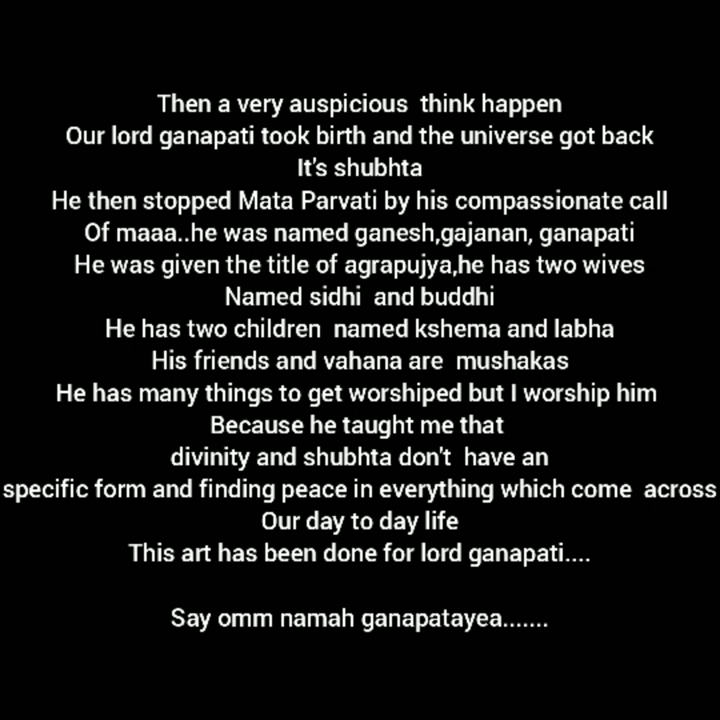 Then a very auspicious think happen
Our lord ganapati took birth and the universe got back
It's shubhta
He then stopped Mata Parvati by his compassionate call
Of maaa..he was named ganesh,gajanan, ganapati
He was given the title of agrapujya,he has two wives
Named sidhi and buddhi
He has two children named kshema and labha
His friends and vahana are mushakas
He has many things to get worshiped but I worship him
Because he taught me that
divinity and shubhta don't have an
specific form and finding peace in everything which come across
Our day to day life
This art has been done for lord ganapati....
Say omm namah ganapatayea.......